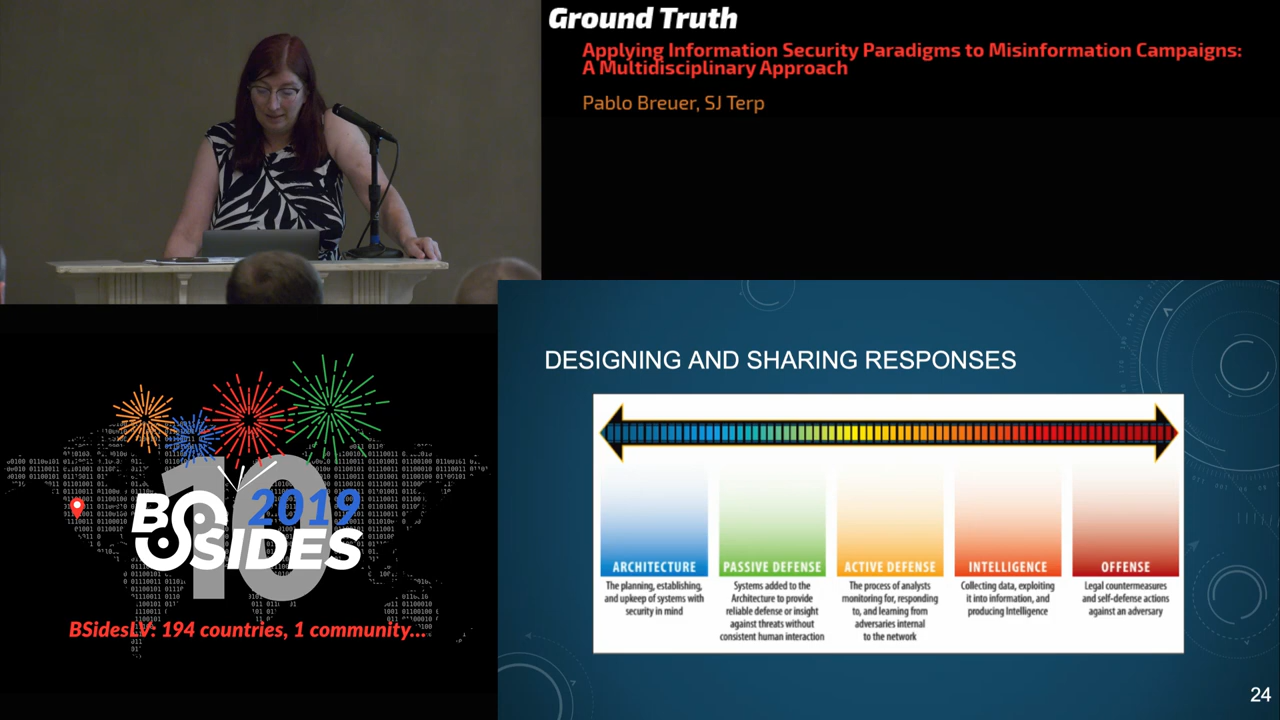 Ground Truth
Applying Information Security Paradigms to Misinformation Campaigns:
A Multidisciplinary Approach
Pablo Breuer, SJ Terp
DESIGNING AND SHARING RESPONSES
ARCHITECTURE
The planning, establishing,
and upkeep of systems with
security in mind
PASSIVE DEFENSE
Systems added to the
Architecture to provide
reliable defense or insight
against threats without
consistent human interaction
ACTIVE DEFENSE
The process of analysts
monitoring for, responding
to, and learning from
adversaries internal
to the network
INTELLIGENCE
Collecting data, exploiting
it into information, and
producing Intelligence
OFFENSE
Legal countermeasures
and self-defense actions
against an adversary
24
10
2019
BSIDES
BSidesLV: 194 countries, 1 community...